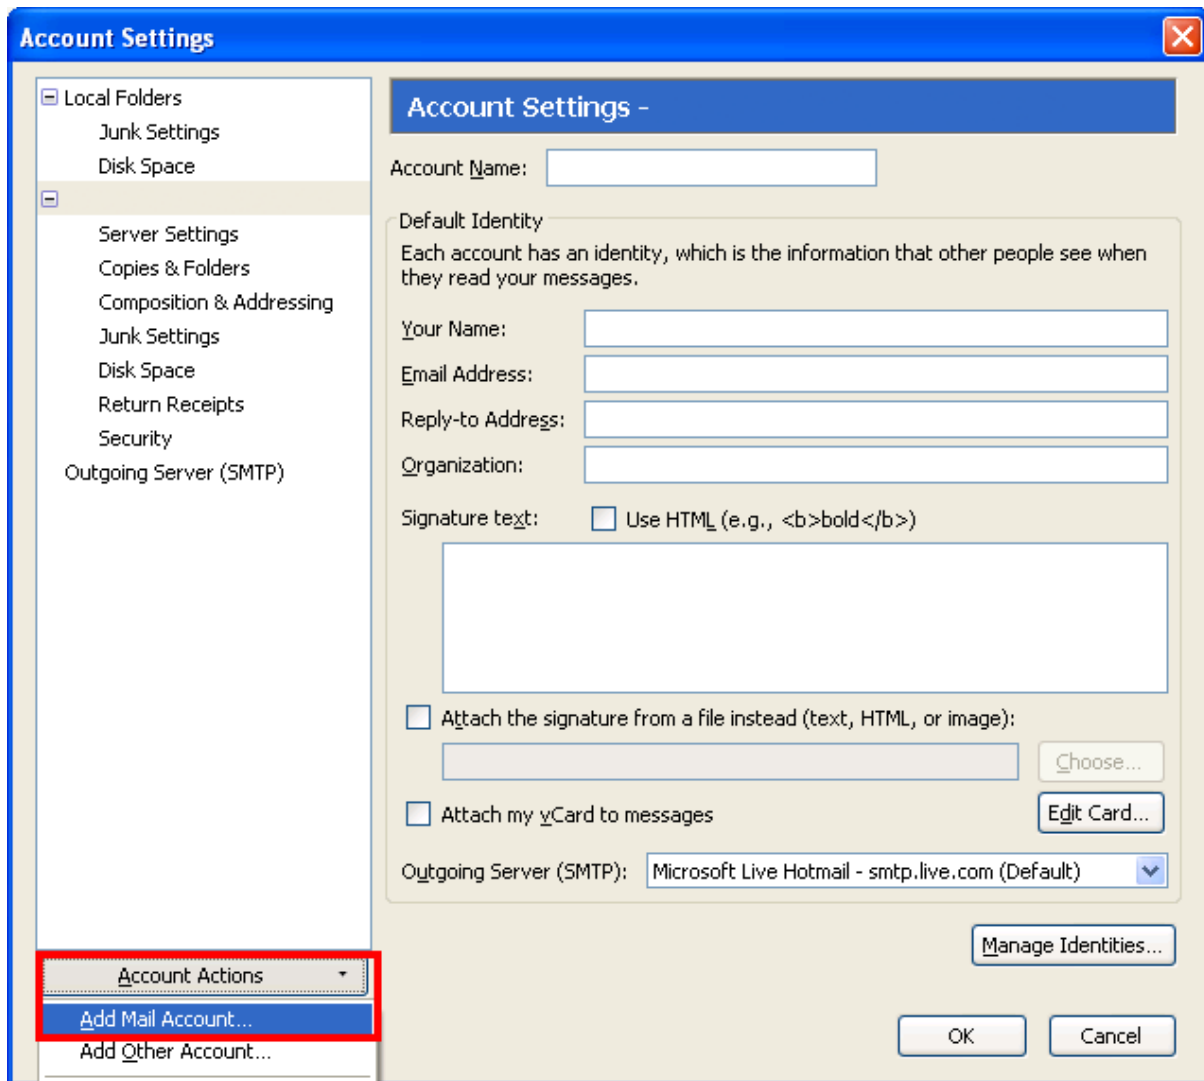 Account Settings
Local Folders
Junk Settings
Disk Space
Server Settings
Copies & Folders
Composition & Addressing
Junk Settings
Disk Space
Return Receipts
Security
Outgoing Server (SMTP)
Account Actions
Add Mail Account...
Add Other Account...
Account Settings -
Account Name:
Default Identity
Each account has an identity, which is the information that other people see when
they read your messages.
Your Name:
Email Address:
Reply-to Address:
Organization:
Signature text: Use HTML (e.g., <b>bold</b>)
Attach the signature from a file instead (text, HTML, or image):
Choose...
Attach my vCard to messages
Edit Card...
Outgoing Server (SMTP): Microsoft Live Hotmail - smtp.live.com (Default)
Manage Identities...
OK Cancel